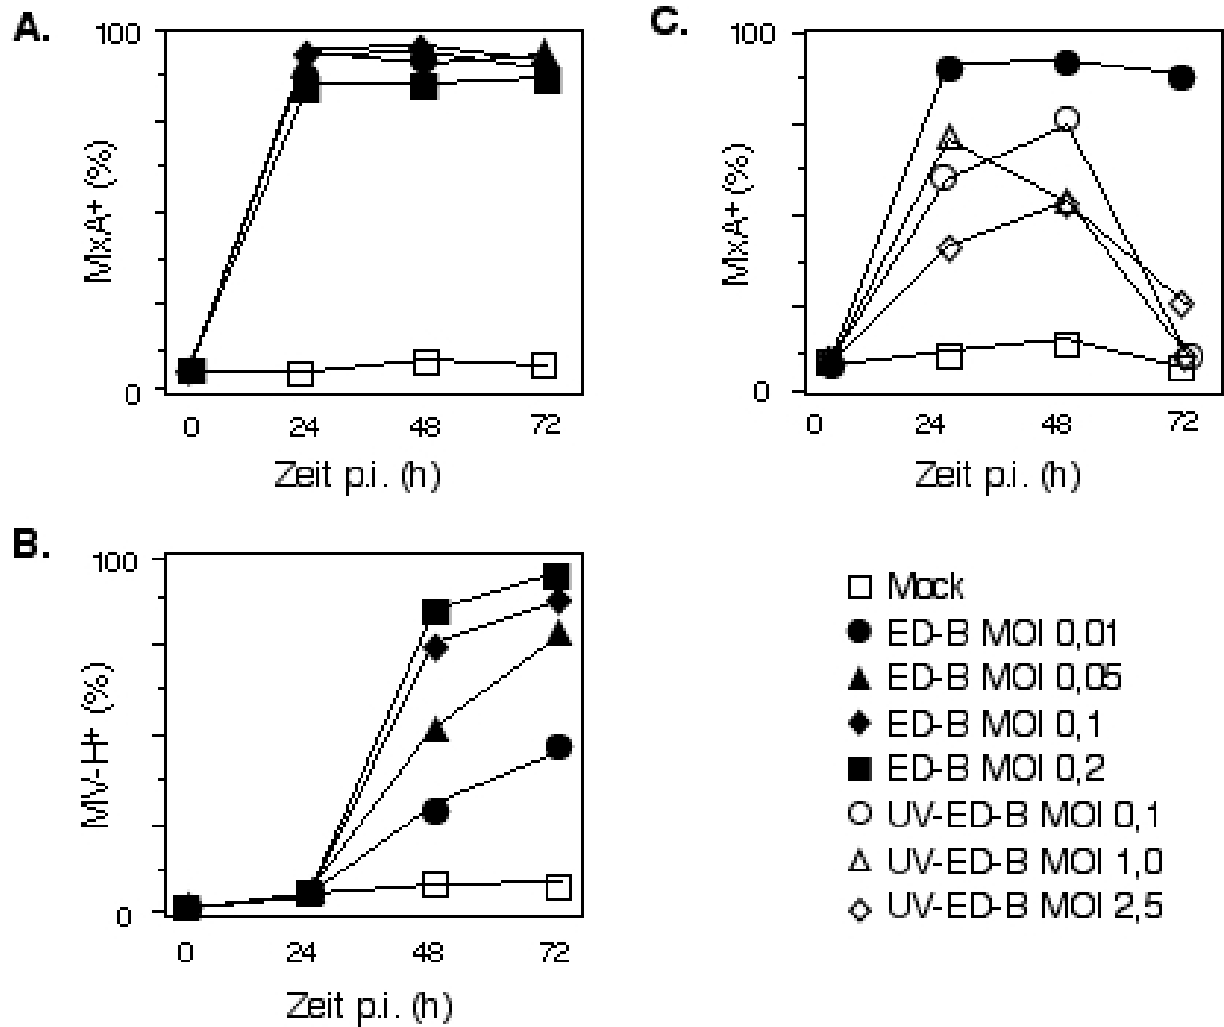 A.
100
MxA+ (%)
0
0 24 48 72
Zeit p.i. (h)
C.
100
MxA+ (%)
0
0 24 48 72
Zeit p.i. (h)
B.
100
MV-H+ (%)
0
0 24 48 72
Zeit p.i. (h)
Mock
ED-B MOI 0,01
ED-B MOI 0,05
ED-B MOI 0,1
ED-B MOI 0,2
UV-ED-B MOI 0,1
UV-ED-B MOI 1,0
UV-ED-B MOI 2,5